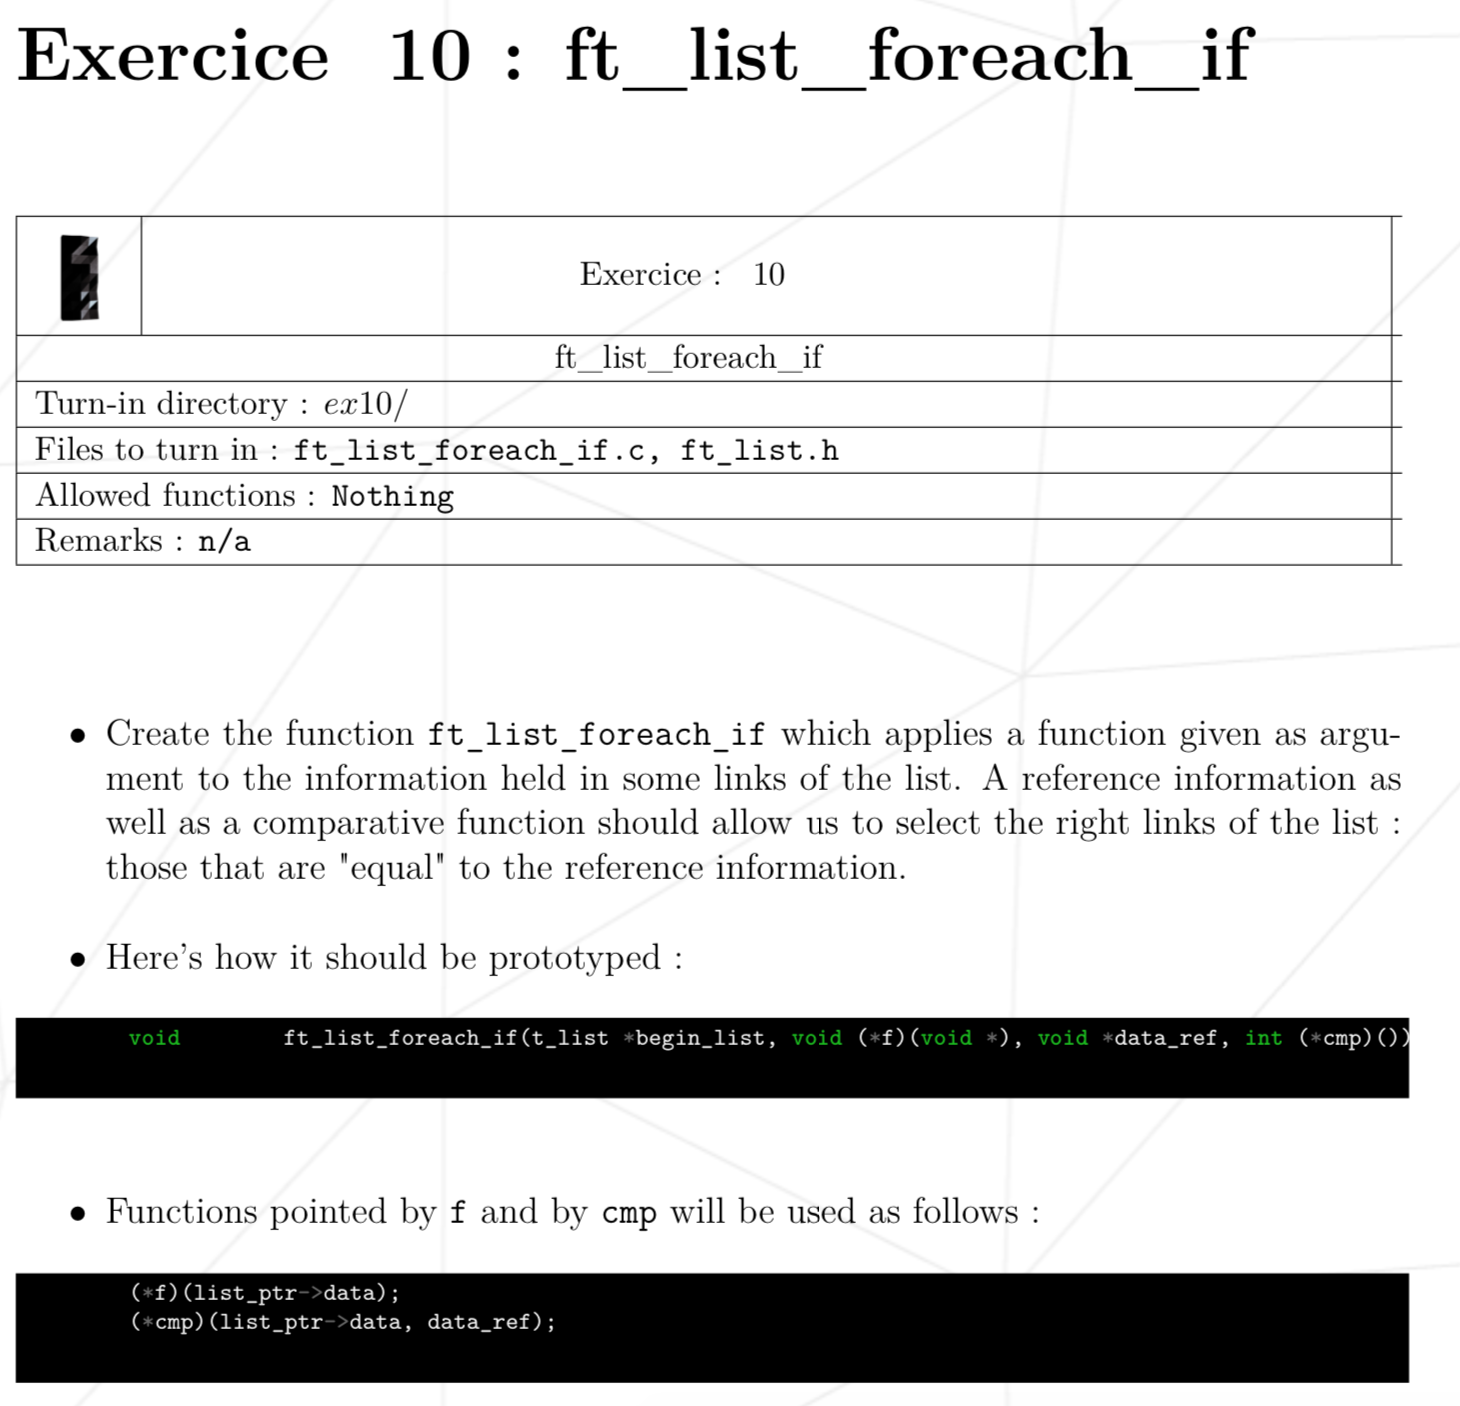 Exercice 10 : ft_list_foreach_if
Exercice : 10
ft_list_foreach_if
Turn-in directory : ex10/
Files to turn in : ft_list_foreach_if.c, ft_list.h
Allowed functions : Nothing
Remarks : n/a
• Create the function ft_list_foreach_if which applies a function given as argu-
ment to the information held in some links of the list. A reference information as
well as a comparative function should allow us to select the right links of the list :
those that are "equal" to the reference information.
• Here's how it should be prototyped :
void ft_list_foreach_if(t_list *begin_list, void (*f)(void *), void *data_ref, int (*cmp)())
• Functions pointed by f and by cmp will be used as follows :
(*f)(list_ptr->data);
(*cmp)(list_ptr->data, data_ref);